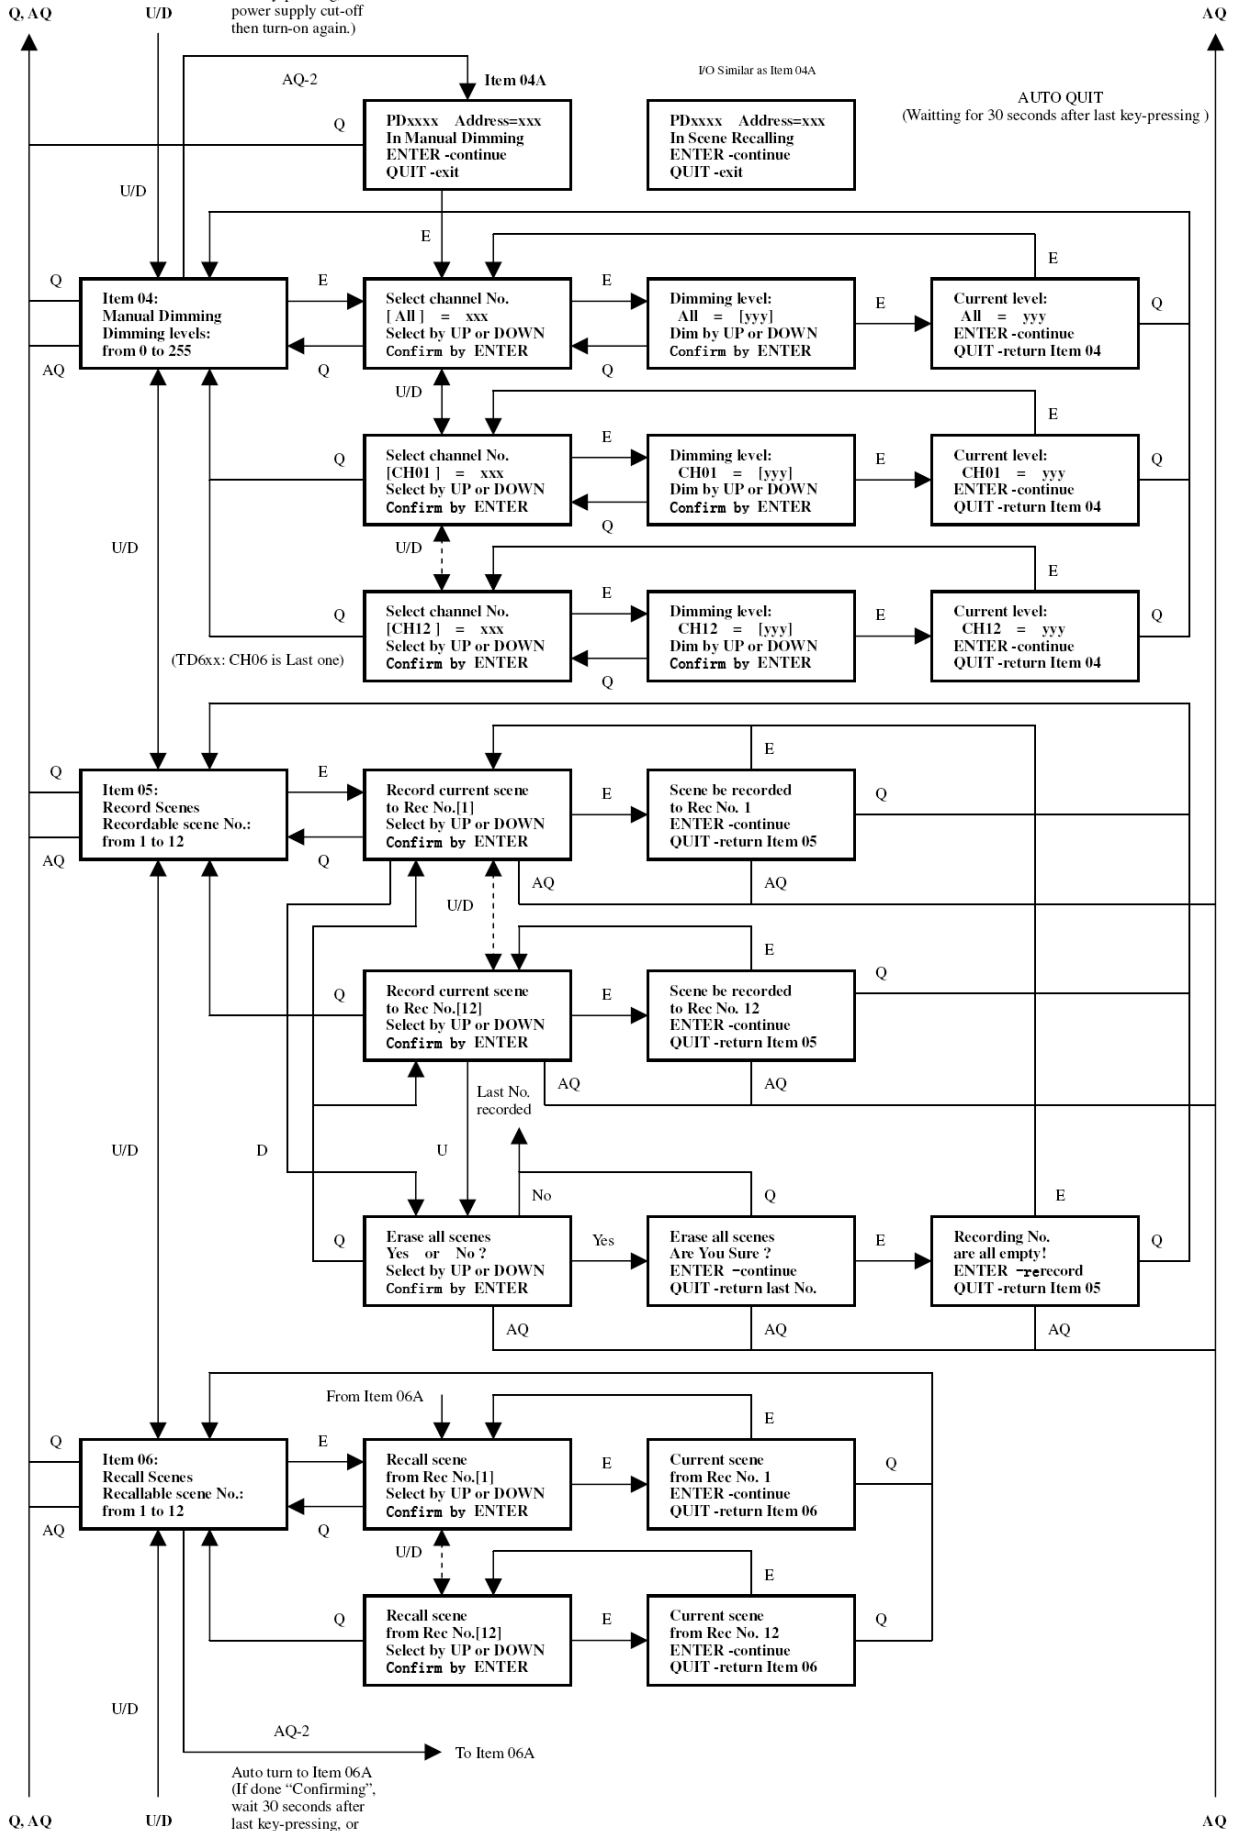 Q, AQ
U/D
power supply cut-off
then turn-on again.)
AQ
AQ-2
Item 04A
I/O Similar as Item 04A
AUTO QUIT
(Waitting for 30 seconds after last key-pressing )
Q
PDxxxx Address=xxx
In Manual Dimming
ENTER -continue
QUIT -exit
PDxxxx Address=xxx
In Scene Recalling
ENTER -continue
QUIT -exit
U/D
E
E
Q
Item 04:
Manual Dimming
Dimming levels:
from 0 to 255
AQ
E
Q
Select channel No.
[ All ] = xxx
Select by UP or DOWN
Confirm by ENTER
E
Q
Dimming level:
All = [yyy]
Dim by UP or DOWN
Confirm by ENTER
E
Current level:
All = yyy
ENTER -continue
QUIT -return Item 04
Q
U/D
E
Q
Select channel No.
[CH01 ] = xxx
Select by UP or DOWN
Confirm by ENTER
E
Q
Dimming level:
CH01 = [yyy]
Dim by UP or DOWN
Confirm by ENTER
E
Current level:
CH01 = yyy
ENTER -continue
QUIT -return Item 04
Q
U/D
U/D
E
Q
(TD6xx: CH06 is Last one)
Select channel No.
[CH12 ] = xxx
Select by UP or DOWN
Confirm by ENTER
E
Q
Dimming level:
CH12 = [yyy]
Dim by UP or DOWN
Confirm by ENTER
E
Current level:
CH12 = yyy
ENTER -continue
QUIT -return Item 04
Q
E
Q
Item 05:
Record Scenes
Recordable scene No.:
from 1 to 12
AQ
E
Q
Record current scene
to Rec No.[1]
Select by UP or DOWN
Confirm by ENTER
E
Scene be recorded
to Rec No. 1
ENTER -continue
QUIT -return Item 05
Q
AQ
AQ
U/D
E
Q
Record current scene
to Rec No.[12]
Select by UP or DOWN
Confirm by ENTER
E
Scene be recorded
to Rec No. 12
ENTER -continue
QUIT -return Item 05
Q
AQ
AQ
Last No.
recorded
U/D
D
U
No
Q
E
Q
Erase all scenes
Yes or No ?
Select by UP or DOWN
Confirm by ENTER
Yes
Erase all scenes
Are You Sure ?
ENTER -continue
QUIT -return last No.
E
Recording No.
are all empty!
ENTER -rerecord
QUIT -return Item 05
Q
AQ
AQ
AQ
From Item 06A
E
Q
Item 06:
Recall Scenes
Recallable scene No.:
from 1 to 12
AQ
E
Q
Recall scene
from Rec No.[1]
Select by UP or DOWN
Confirm by ENTER
E
Current scene
from Rec No. 1
ENTER -continue
QUIT -return Item 06
Q
U/D
E
Q
Recall scene
from Rec No.[12]
Select by UP or DOWN
Confirm by ENTER
E
Current scene
from Rec No. 12
ENTER -continue
QUIT -return Item 06
Q
U/D
AQ-2
To Item 06A
Auto turn to Item 06A
(If done “Confirming”,
wait 30 seconds after
last key-pressing, or
Q, AQ
U/D
AQ